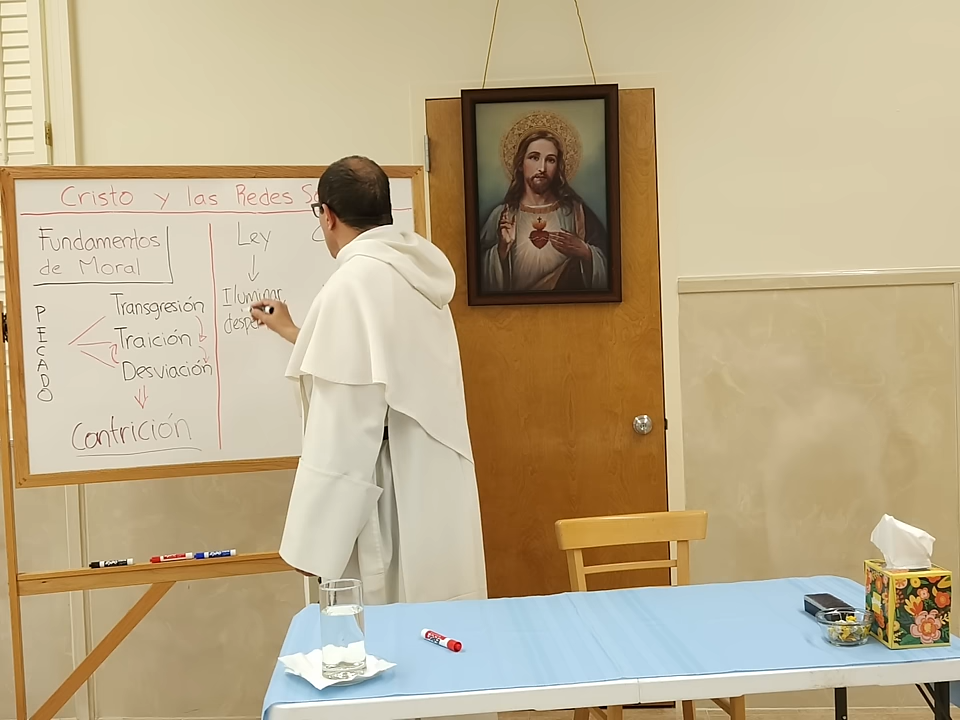 Cristo y las Redes
Fundamentos
de Moral
PECADO
Transgresión
Traición
Desviación
Contrición
Ley
Iluminar